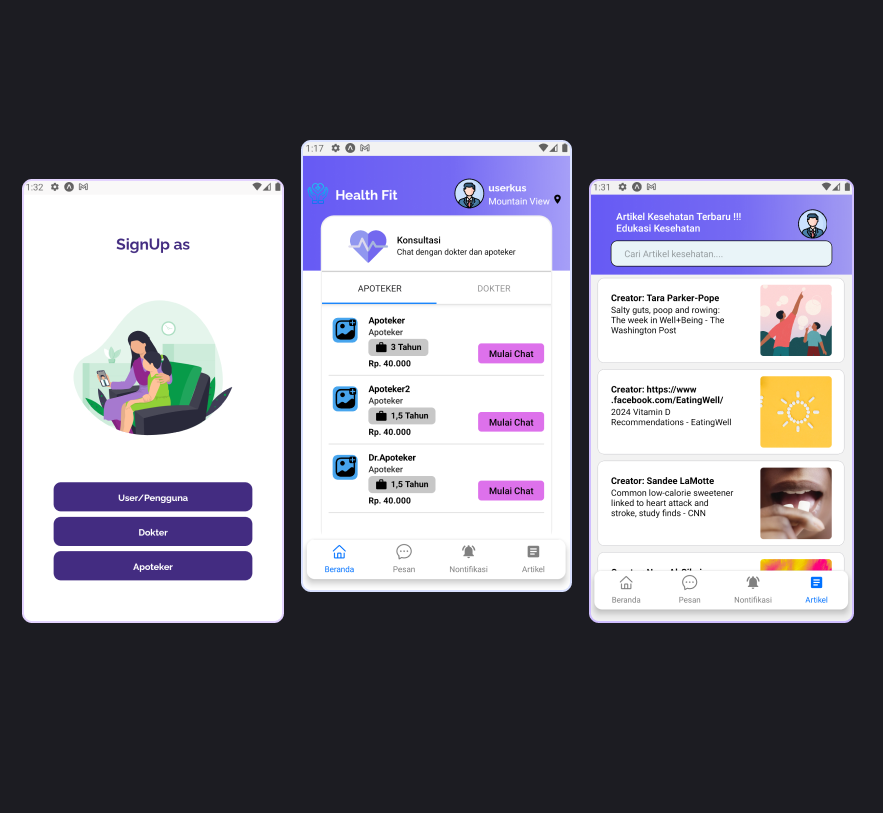 1:32
SignUp as
User/Pengguna
Dokter
Apoteker
1:17
Health Fit
userkus
Mountain View
Konsultasi
Chat dengan dokter dan apoteker
APOTEKER
DOKTER
Apoteker
Apoteker
3 Tahun
Rp. 40.000
Mulai Chat
Apoteker2
Apoteker
1,5 Tahun
Rp. 40.000
Mulai Chat
Dr.Apoteker
Apoteker
1,5 Tahun
Rp. 40.000
Mulai Chat
Beranda
Pesan
Nontifikasi
Artikel
1:31
Artikel Kesehatan Terbaru !!!
Edukasi Kesehatan
Cari Artikel kesehatan....
Creator: Tara Parker-Pope
Salty guts, poop and rowing:
The week in Well+Being - The
Washington Post
Creator: https://www
.facebook.com/EatingWell/
2024 Vitamin D
Recommendations - EatingWell
Creator: Sandee LaMotte
Common low-calorie sweetener
linked to heart attack and
stroke, study finds - CNN
Beranda
Pesan
Nontifikasi
Artikel